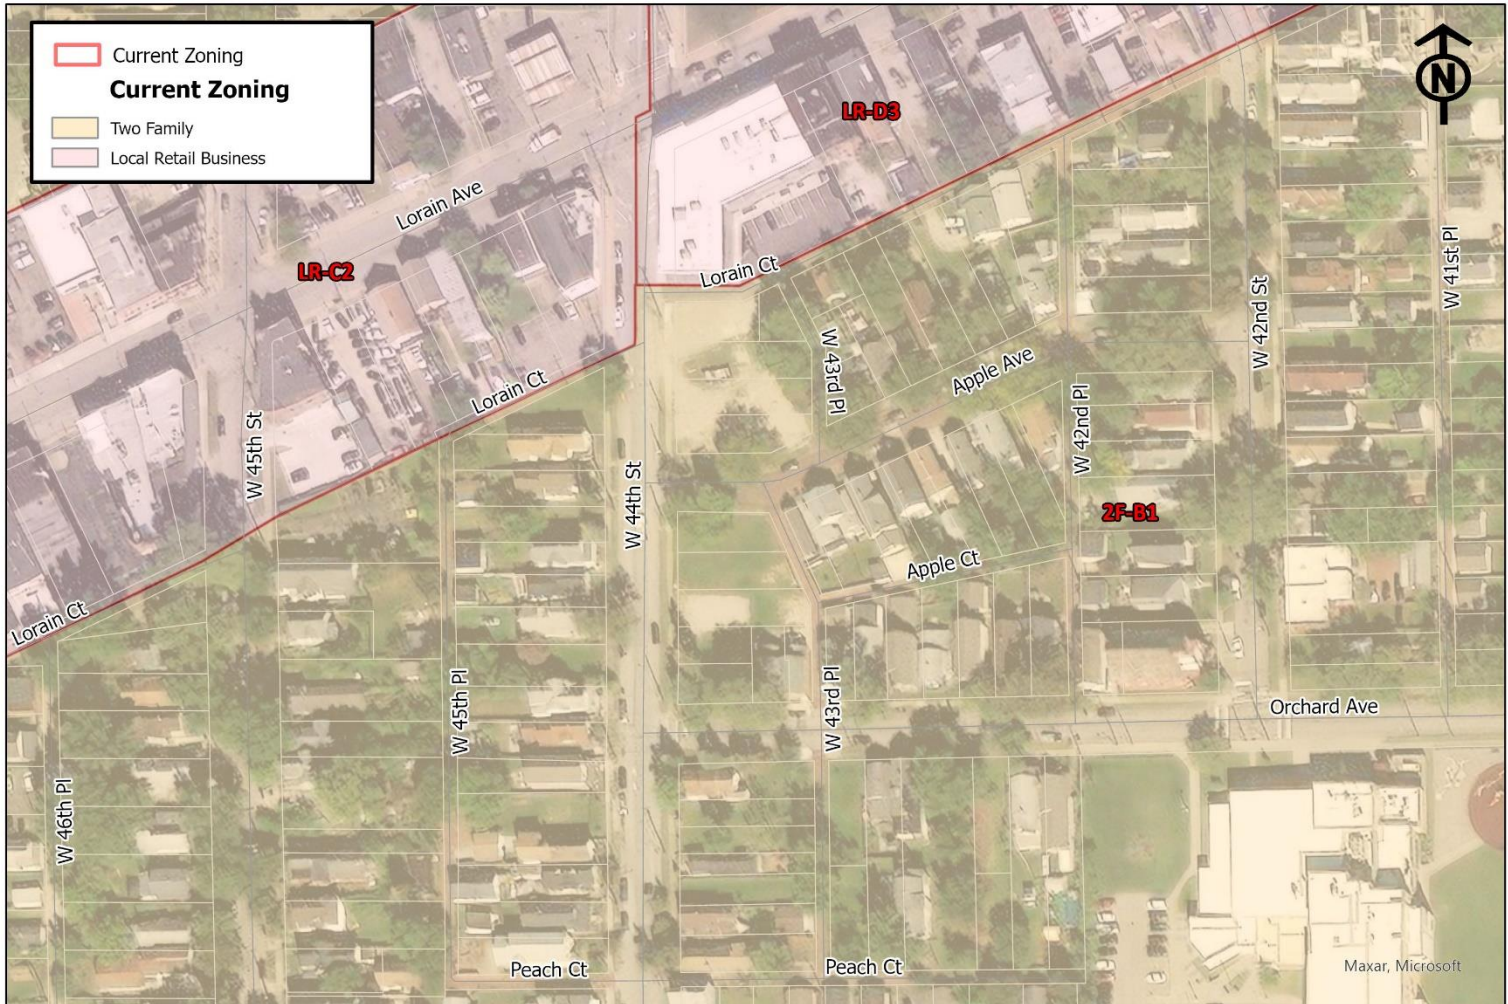 Current Zoning
Current Zoning
Two Family
Local Retail Business
N
LR-D3
Lorain Ave
LR-C2
Lorain Ct
W 41st Pl
W 42nd St
W 43rd Pl
Apple Ave
Lorain Ct
W 45th St
W 42nd Pl
W 44th St
2F-B1
Apple Ct
Lorain Ct
W 45th Pl
W 43rd Pl
Orchard Ave
W 46th Pl
Peach Ct
Peach Ct
Maxar, Microsoft